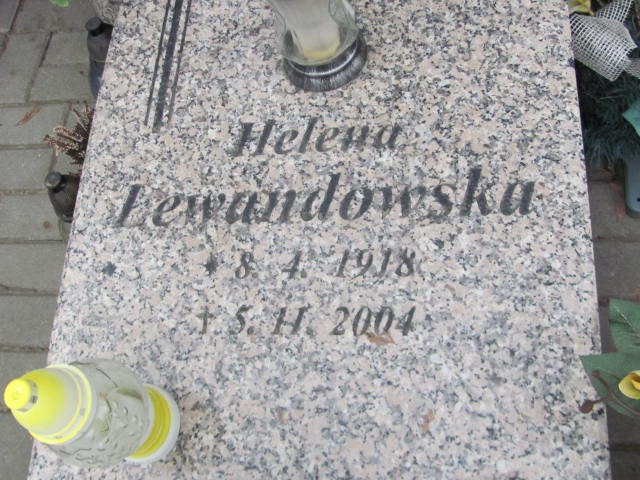 Helena
Lewandowska
* 8. 4. 1918
† 5. 11. 2004